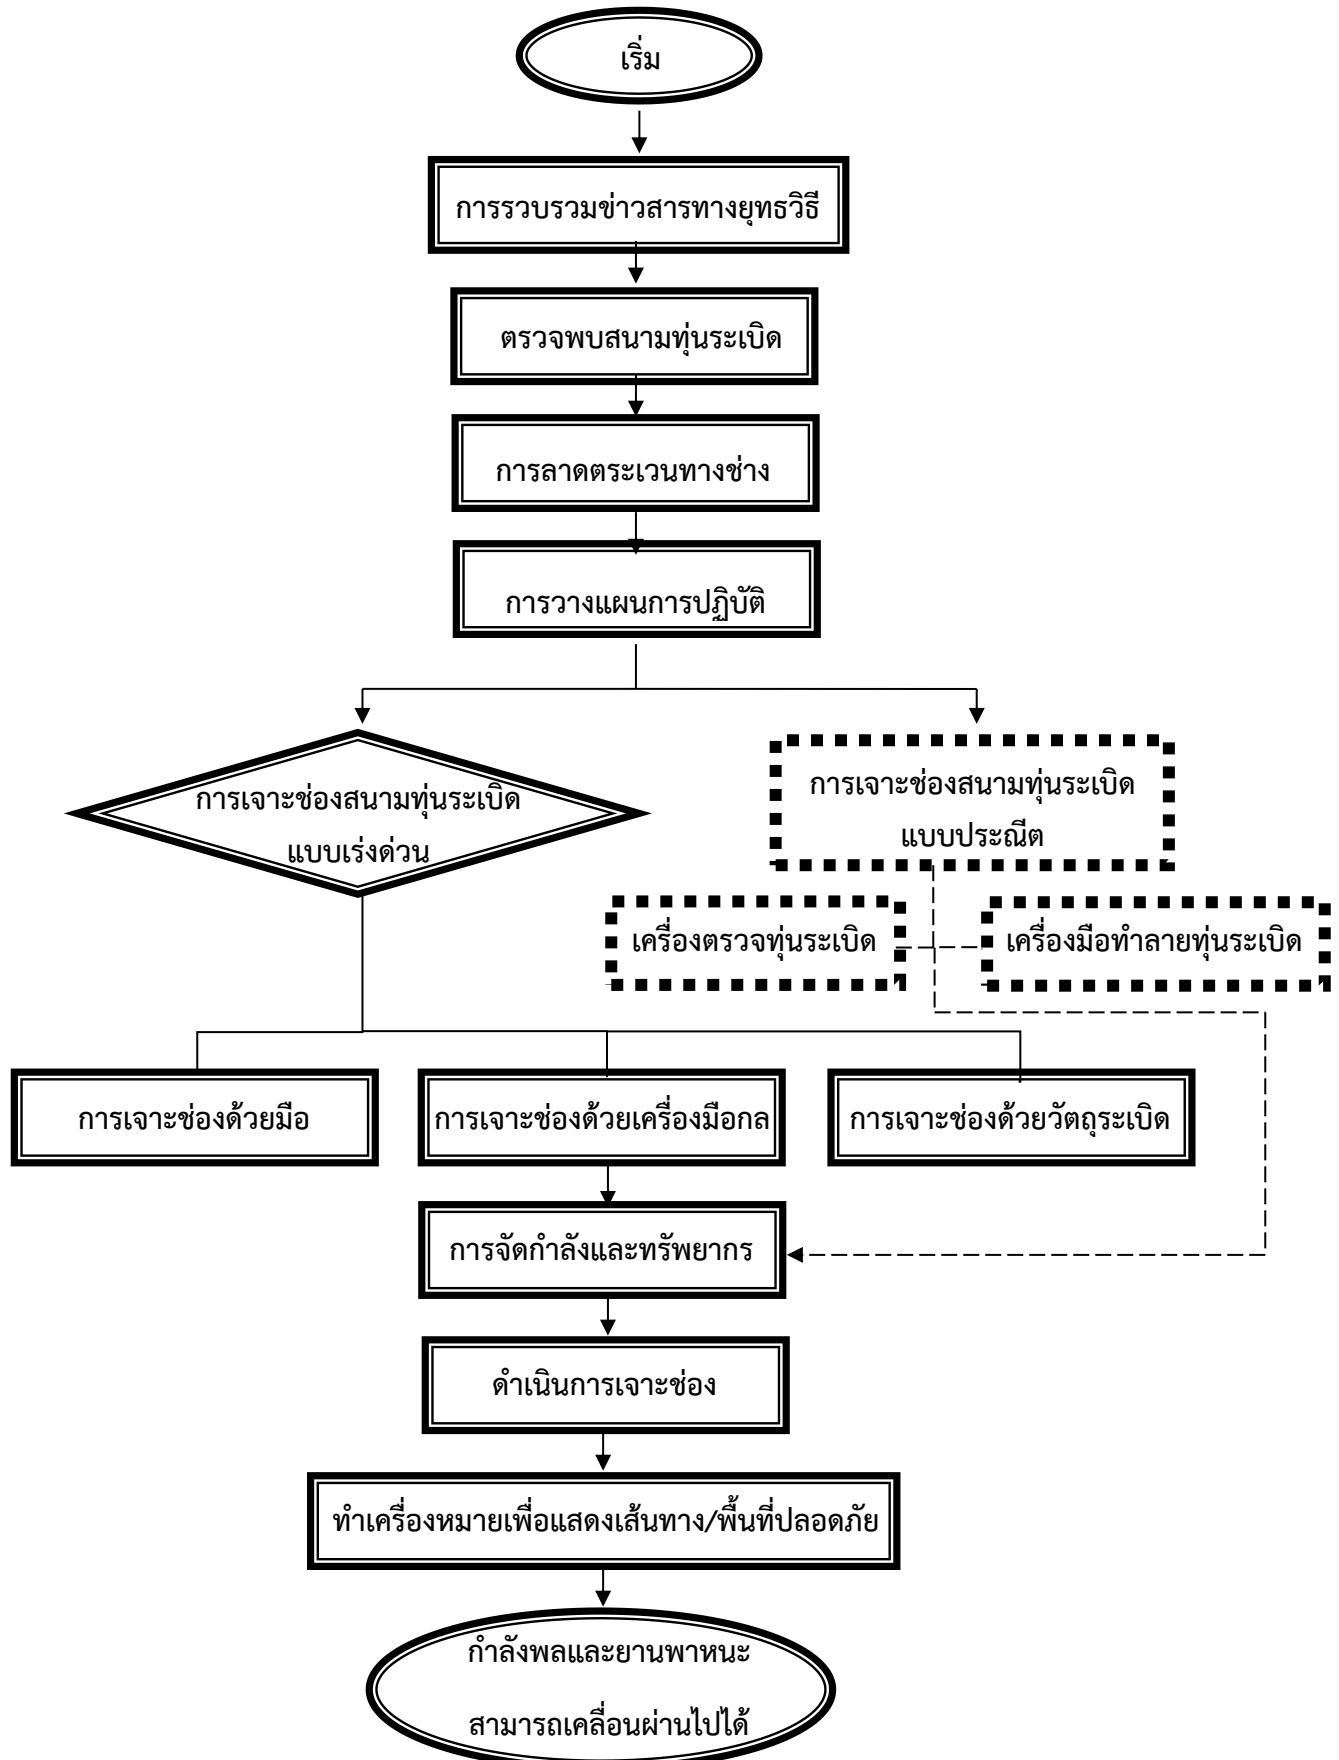 เริ่ม
การรวบรวมข่าวสารทางยุทธวิธี
ตรวจพบสนามทุ่นระเบิด
การลาดตระเวนทางช่าง
การวางแผนการปฏิบัติ
การเจาะช่องสนามทุ่นระเบิด
แบบเร่งด่วน
การเจาะช่องสนามทุ่นระเบิด
แบบประณีต
เครื่องตรวจทุ่นระเบิด
เครื่องมือทำลายทุ่นระเบิด
การเจาะช่องด้วยมือ
การเจาะช่องด้วยเครื่องมือกล
การเจาะช่องด้วยวัตถุระเบิด
การจัดกำลังและทรัพยากร
ดำเนินการเจาะช่อง
ทำเครื่องหมายเพื่อแสดงเส้นทาง/พื้นที่ปลอดภัย
กำลังพลและยานพาหนะ
สามารถเคลื่อนผ่านไปได้